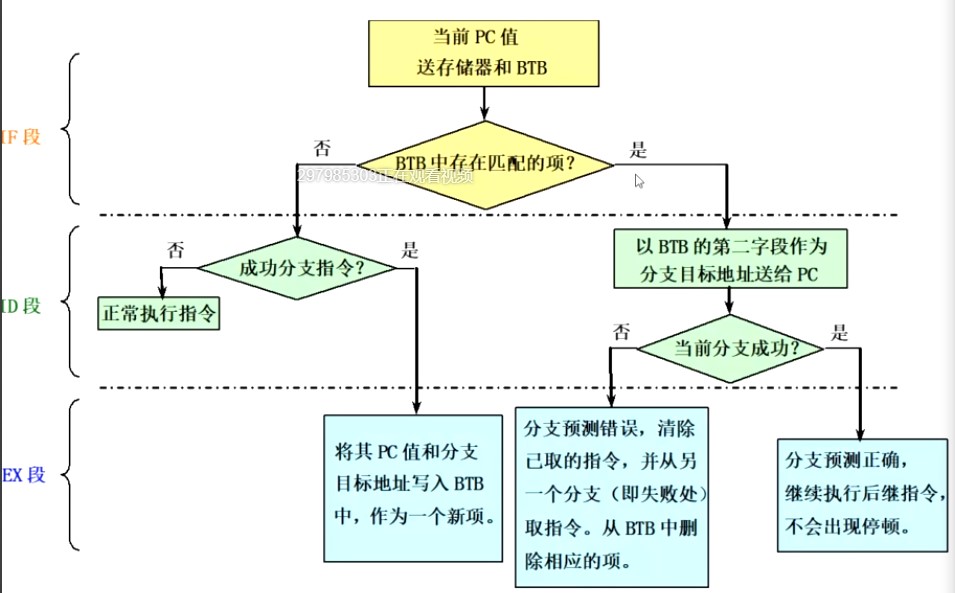 当前 PC 值
送存储器和 BTB
IF 段
否
BTB 中存在匹配的项？
是
297985303正在观看视频
否
成功分支指令？
是
以 BTB 的第二字段作为
分支目标地址送给 PC
ID 段
正常执行指令
否
当前分支成功？
是
EX 段
将其 PC 值和分支
目标地址写入 BTB
中，作为一个新项。
分支预测错误，清除
已取的指令，并从另
一个分支（即失败处）
取指令。从 BTB 中删
除相应的项。
分支预测正确，
继续执行后继指令，
不会出现停顿。